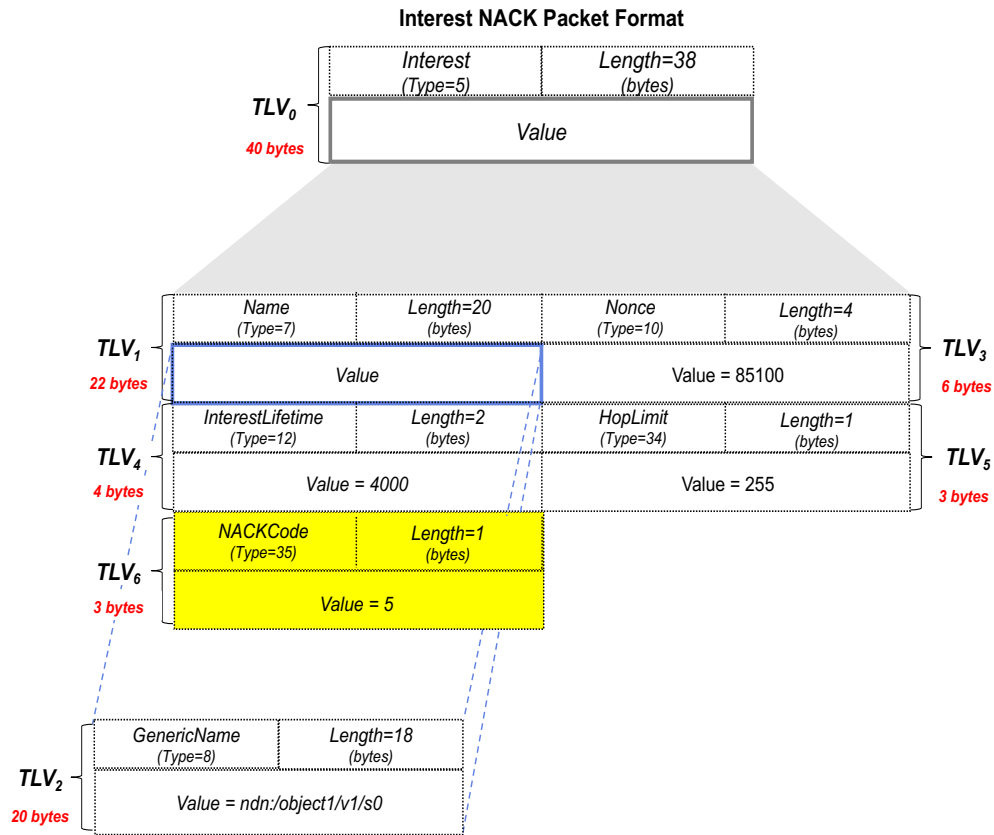 Interest NACK Packet Format
Interest
(Type=5)
Length=38
(bytes)
TLV0
40 bytes
Value
Name
(Type=7)
Length=20
(bytes)
Nonce
(Type=10)
Length=4
(bytes)
TLV1
22 bytes
Value
Value = 85100
TLV3
6 bytes
InterestLifetime
(Type=12)
Length=2
(bytes)
HopLimit
(Type=34)
Length=1
(bytes)
TLV4
4 bytes
Value = 4000
Value = 255
TLV5
3 bytes
NACKCode
(Type=35)
Length=1
(bytes)
TLV6
3 bytes
Value = 5
GenericName
(Type=8)
Length=18
(bytes)
TLV2
20 bytes
Value = ndn:/object1/v1/s0